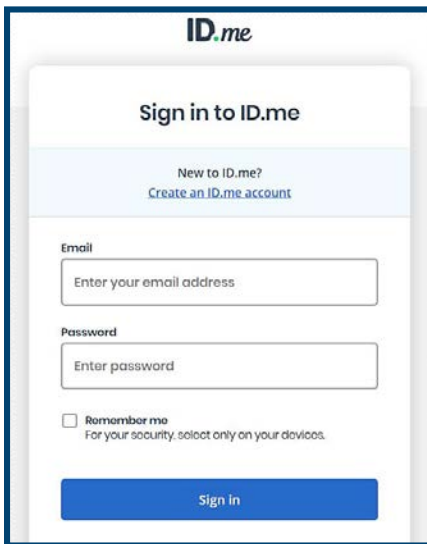 ID.me
Sign in to ID.me
New to ID.me?
Create an ID.me account
Email
Enter your email address
Password
Enter password
Remember me
For your security, select only on your devices.
Sign in